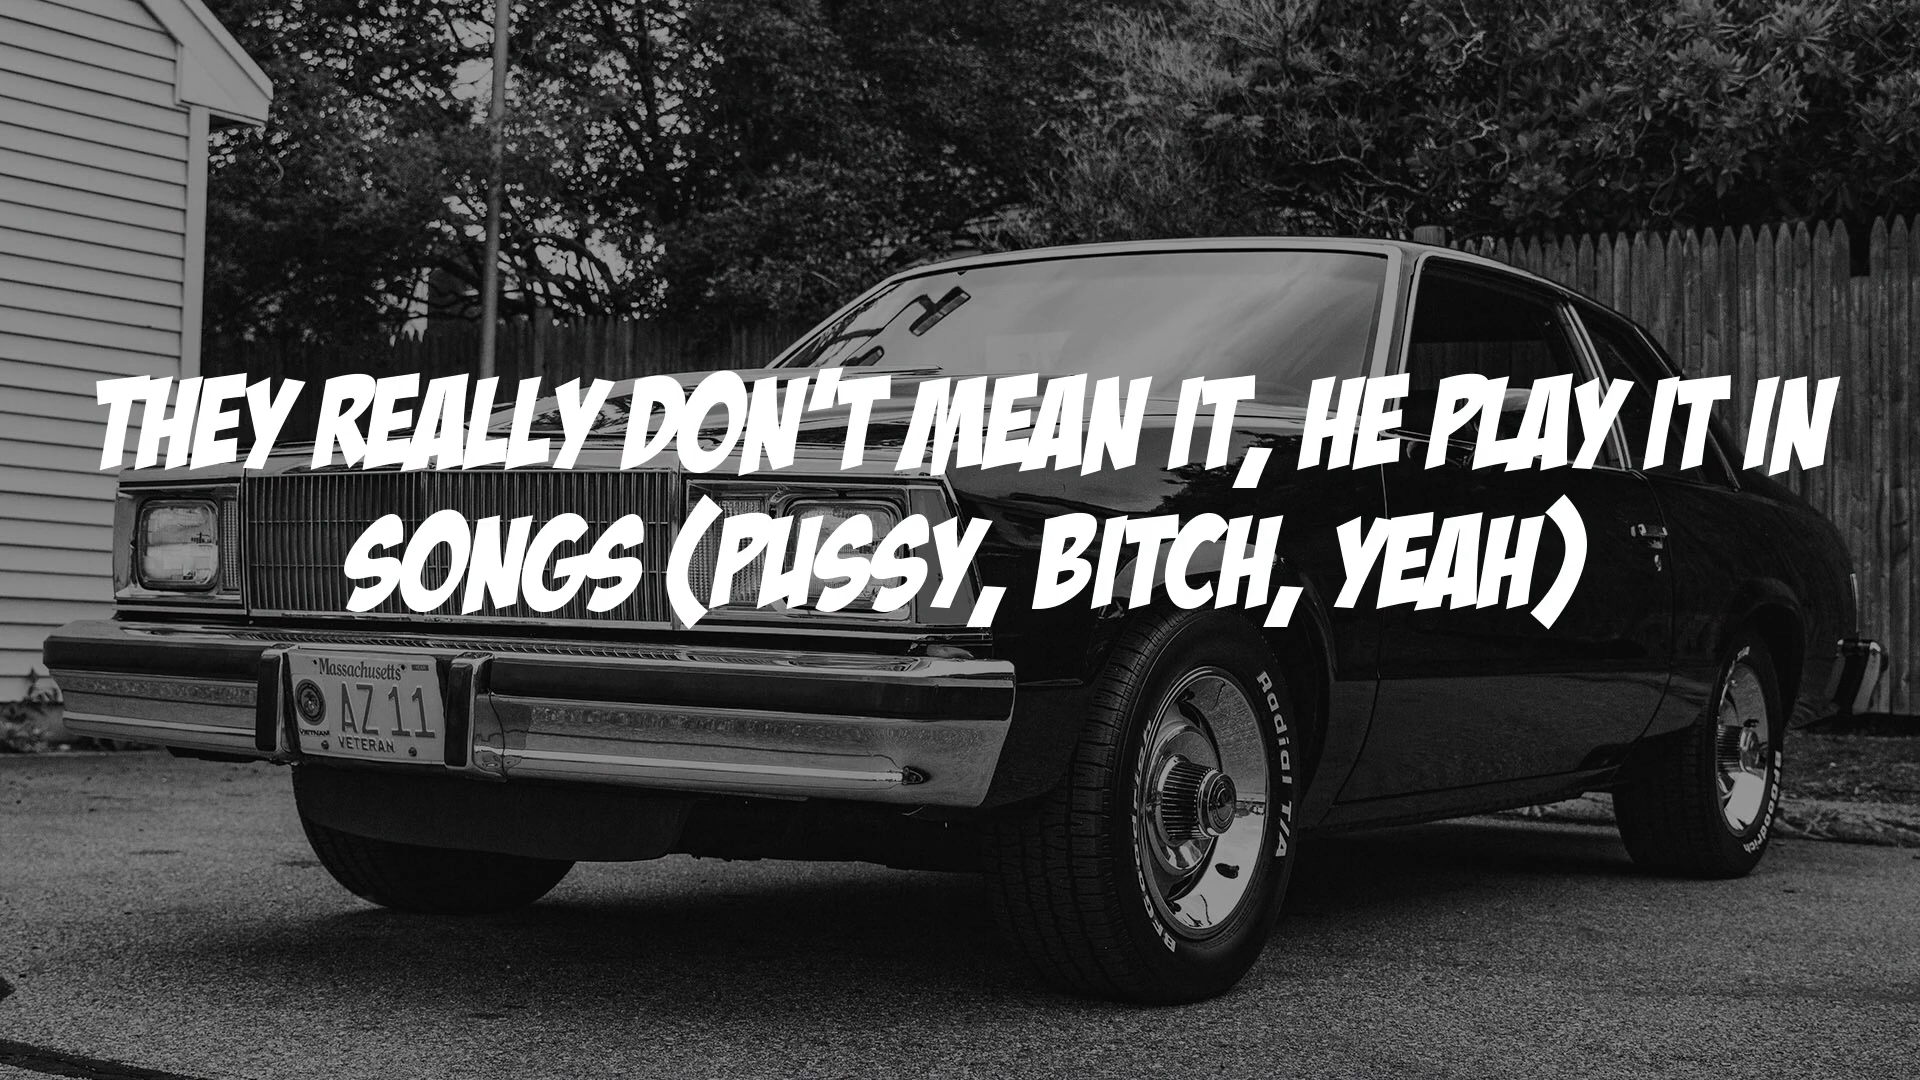 THEY REALLY DON'T MEAN IT, HE PLAY IT IN
SONGS (PUSSY, BITCH, YEAH)
Massachusetts
AZ 11
VIETNAM
VETERAN
Radial T/A
BFGoodrich